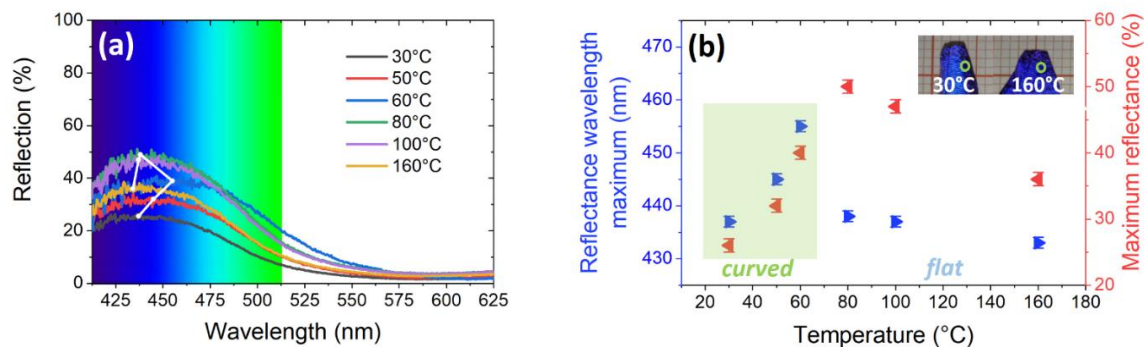 (a)
Reflection (%)
100
80
60
40
20
0
30°C
50°C
60°C
80°C
100°C
160°C
425 450 475 500 525 550 575 600 625
Wavelength (nm)
(b)
Reflectance wavelength
maximum (nm)
470
460
450
440
430
30°C 160°C
curved flat
20 40 60 80 100 120 140 160 180
Temperature (°C)
60
50
40
30
20
Maximum reflectance (%)